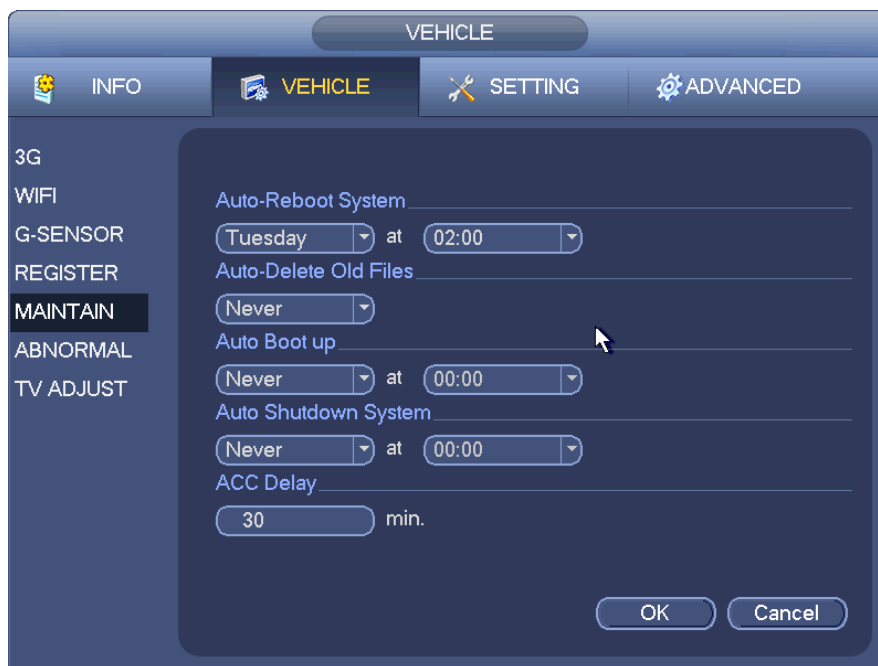 VEHICLE
INFO VEHICLE SETTING ADVANCED
3G
WIFI
G-SENSOR
REGISTER
MAINTAIN
ABNORMAL
TV ADJUST
Auto-Reboot System
Tuesday at 02:00
Auto-Delete Old Files
Never
Auto Boot up
Never at 00:00
Auto Shutdown System
Never at 00:00
ACC Delay
30 min.
OK Cancel